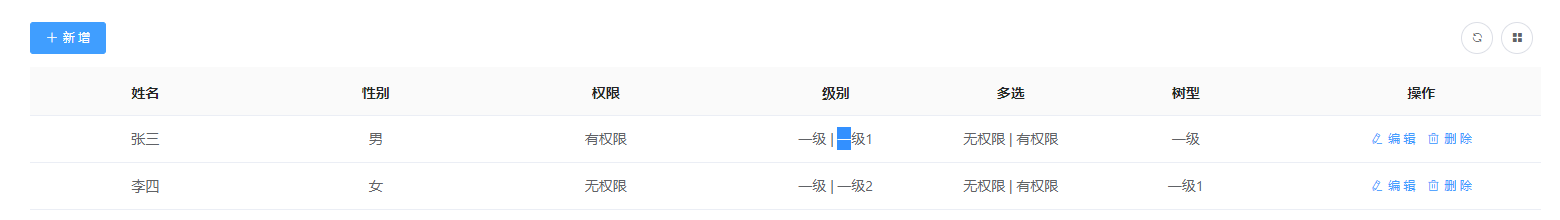 新增
姓名 性别 权限 级别 多选 树型 操作
张三 男 有权限 一级 | 一级1 无权限 | 有权限 一级 编辑 删除
李四 女 无权限 一级 | 一级2 无权限 | 有权限 一级1 编辑 删除